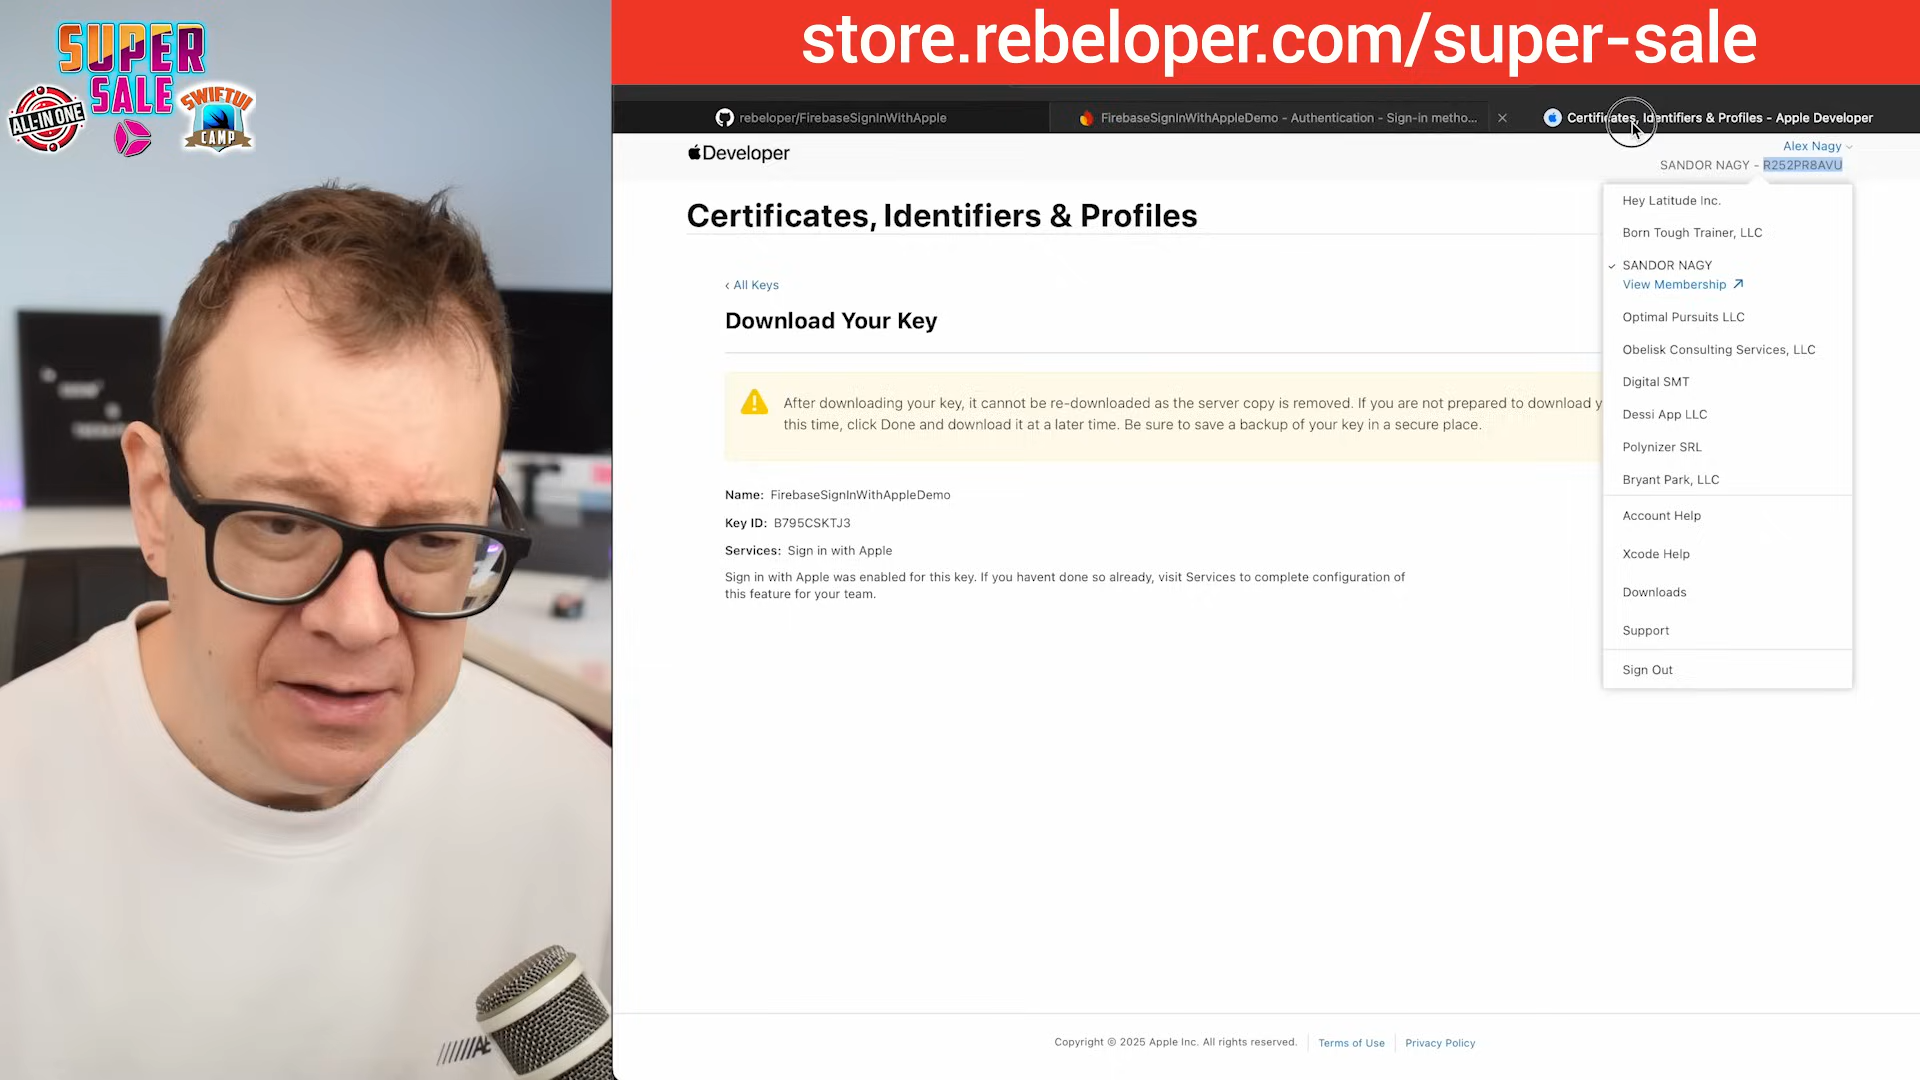 SUPER
SALE
ALL-IN ONE
SWIFTUI
CAMP
store.rebeloper.com/super-sale
rebeloper/FirebaseSignInWithApple
FirebaseSignInWithAppleDemo - Authentication - Sign-in metho...
Certificates, Identifiers & Profiles - Apple Developer
Developer
Alex Nagy
SANDOR NAGY - R252PR8AVU
Certificates, Identifiers & Profiles
Hey Latitude Inc.
Born Tough Trainer, LLC
SANDOR NAGY
View Membership
Optimal Pursuits LLC
Obelisk Consulting Services, LLC
Digital SMT
Dessi App LLC
Polynizer SRL
Bryant Park, LLC
Account Help
Xcode Help
Downloads
Support
Sign Out
‹ All Keys
Download Your Key
After downloading your key, it cannot be re-downloaded as the server copy is removed. If you are not prepared to download y
this time, click Done and download it at a later time. Be sure to save a backup of your key in a secure place.
Name: FirebaseSignInWithAppleDemo
Key ID: B795CSKTJ3
Services: Sign in with Apple
Sign in with Apple was enabled for this key. If you havent done so already, visit Services to complete configuration of
this feature for your team.
Copyright © 2025 Apple Inc. All rights reserved.
Terms of Use
Privacy Policy